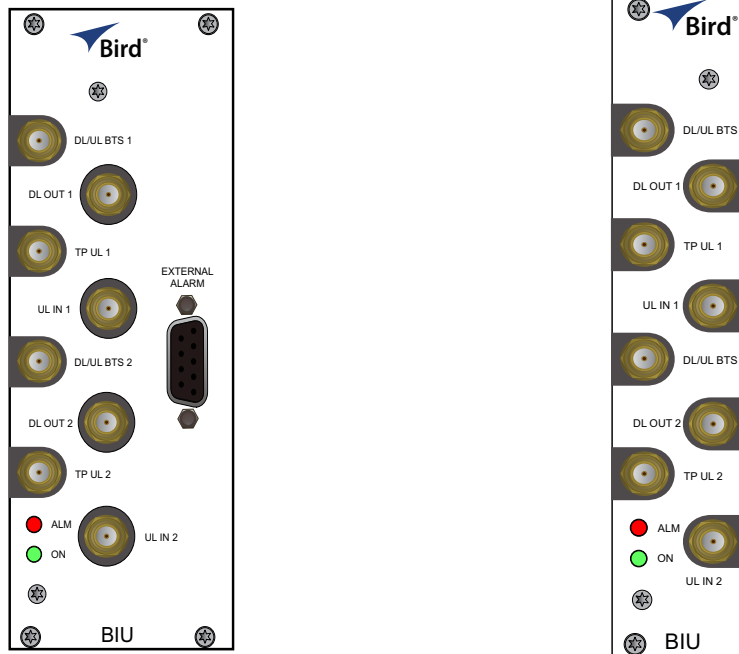 Bird®
DL/UL BTS 1
DL OUT 1
TP UL 1
EXTERNAL
ALARM
UL IN 1
DL/UL BTS 2
DL OUT 2
TP UL 2
ALM
UL IN 2
ON
BIU
Bird®
DL/UL BTS
DL OUT 1
TP UL 1
UL IN 1
DL/UL BTS
DL OUT 2
TP UL 2
ALM
ON
UL IN 2
BIU